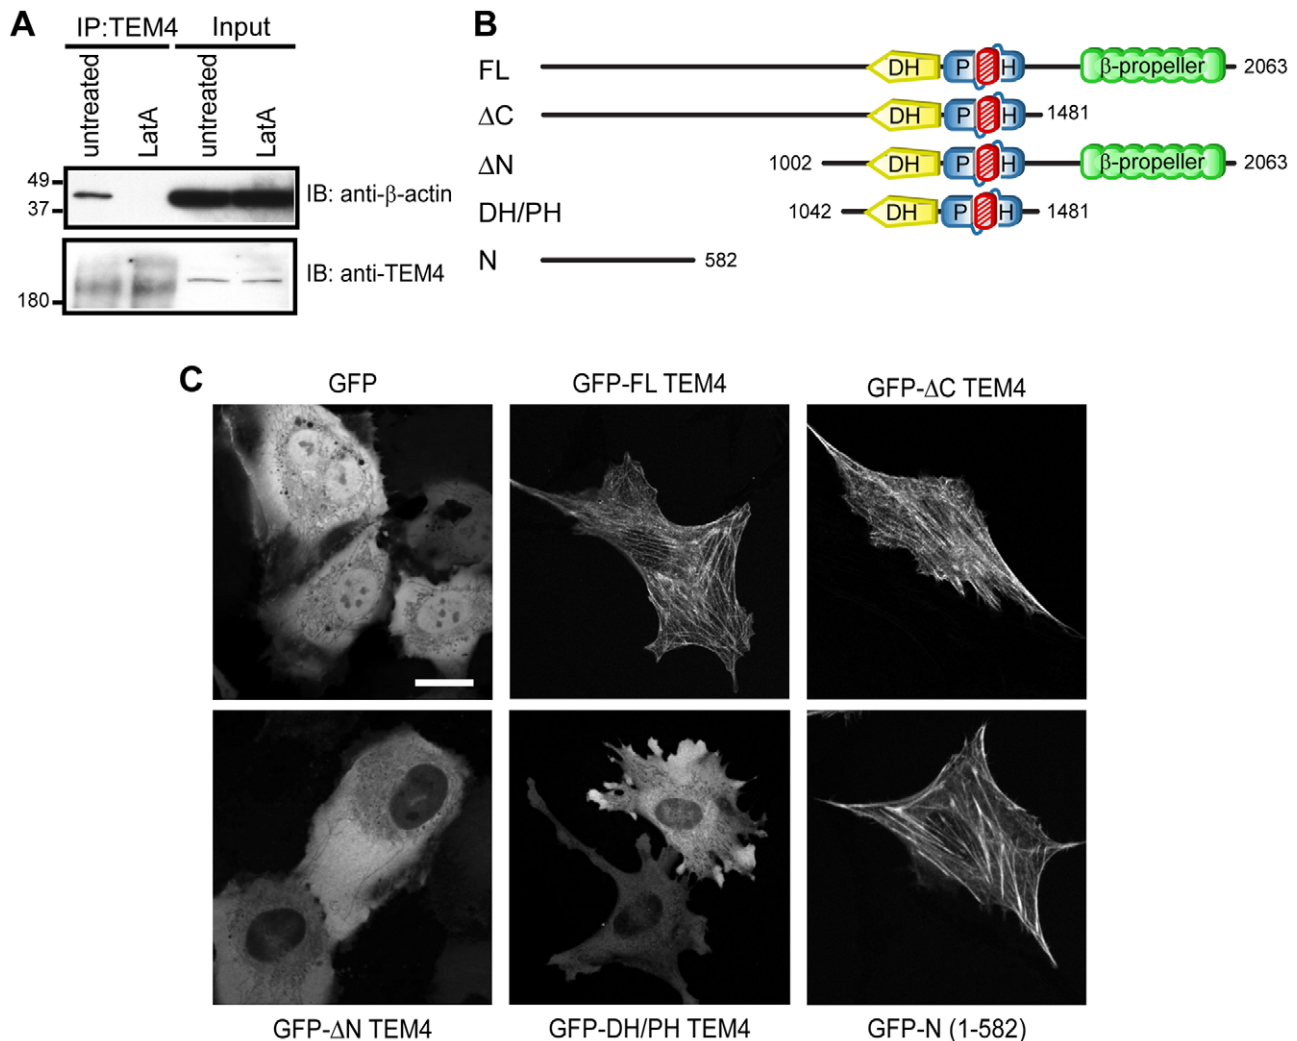 A
IP:TEM4 Input
untreated
LatA
untreated
LatA
49
37
IB: anti-β-actin
180
IB: anti-TEM4
B
FL DH P H β-propeller 2063
ΔC DH P H 1481
ΔN 1002 DH P H β-propeller 2063
DH/PH 1042 DH P H 1481
N 582
C
GFP GFP-FL TEM4 GFP-ΔC TEM4
GFP-ΔN TEM4 GFP-DH/PH TEM4 GFP-N (1-582)